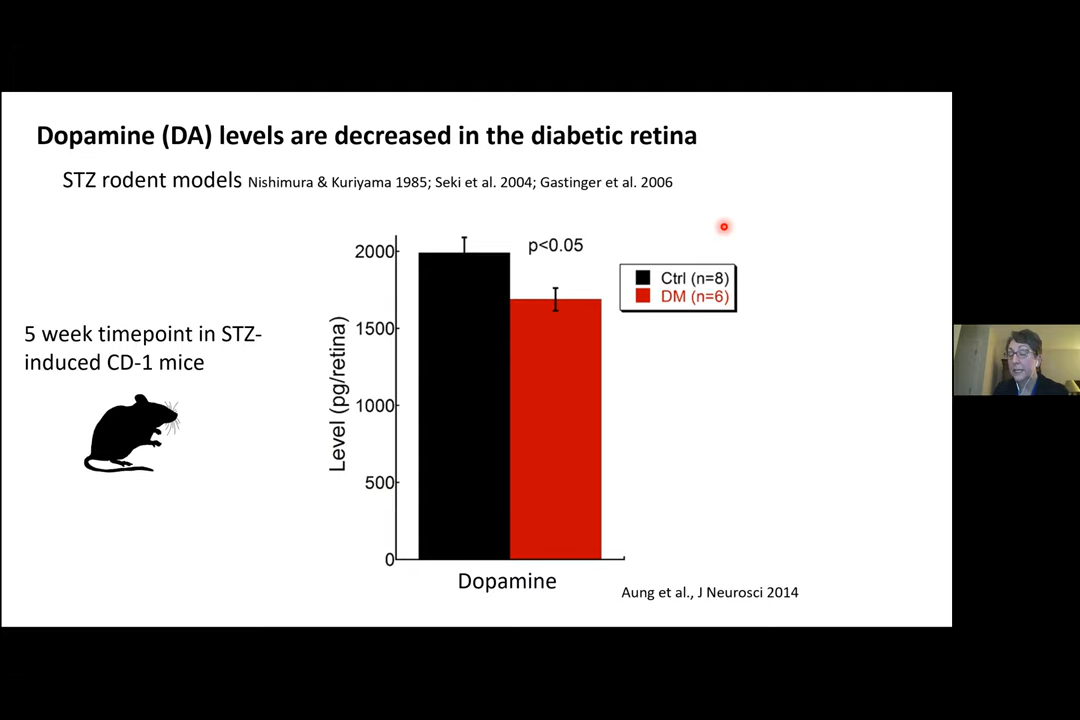 Dopamine (DA) levels are decreased in the diabetic retina
STZ rodent models Nishimura & Kuriyama 1985; Seki et al. 2004; Gastinger et al. 2006
5 week timepoint in STZ-
induced CD-1 mice
Level (pg/retina)
2000
1500
1000
500
0
p<0.05
Ctrl (n=8)
DM (n=6)
Dopamine
Aung et al., J Neurosci 2014